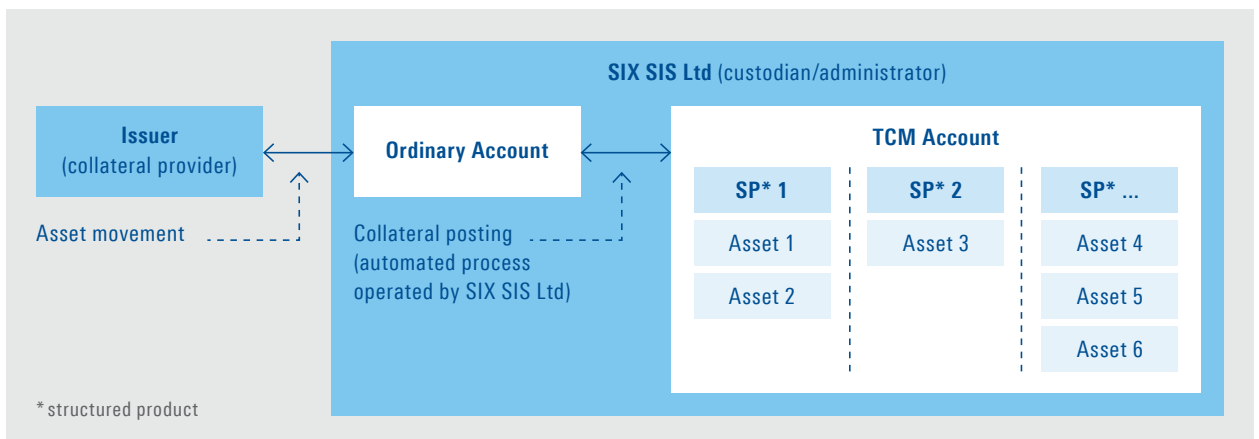 SIX SIS Ltd (custodian/administrator)
Issuer
(collateral provider)
Ordinary Account
TCM Account
SP* 1
SP* 2
SP* ...
Asset movement
Collateral posting
(automated process
operated by SIX SIS Ltd)
Asset 1
Asset 3
Asset 4
Asset 2
Asset 5
Asset 6
* structured product